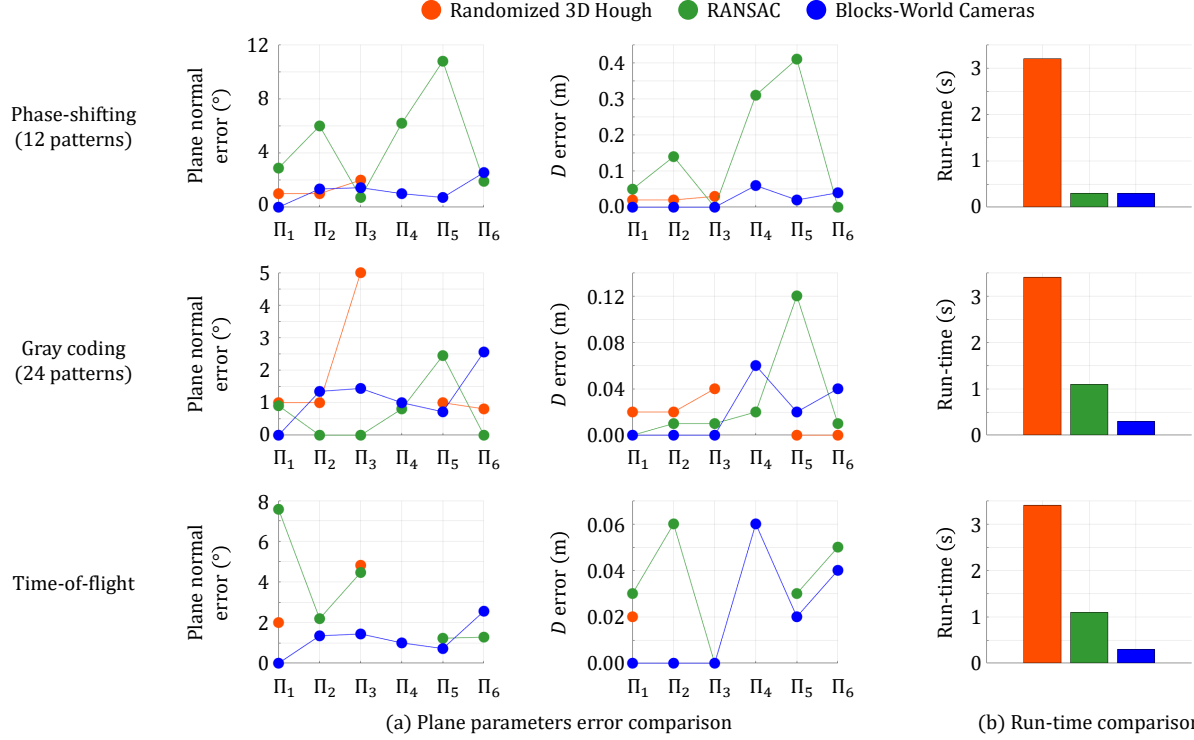 Randomized 3D Hough RANSAC Blocks-World Cameras
Phase-shifting
(12 patterns)
Plane normal
error (°)
12
8
4
0
Π1 Π2 Π3 Π4 Π5 Π6
D error (m)
0.4
0.3
0.2
0.1
0.0
Π1 Π2 Π3 Π4 Π5 Π6
Run-time (s)
3
2
1
0
Gray coding
(24 patterns)
Plane normal
error (°)
5
4
3
2
1
0
Π1 Π2 Π3 Π4 Π5 Π6
D error (m)
0.12
0.08
0.04
0.00
Π1 Π2 Π3 Π4 Π5 Π6
Run-time (s)
3
2
1
0
Time-of-flight
Plane normal
error (°)
8
6
4
2
0
Π1 Π2 Π3 Π4 Π5 Π6
D error (m)
0.06
0.04
0.02
0.00
Π1 Π2 Π3 Π4 Π5 Π6
Run-time (s)
3
2
1
0
(a) Plane parameters error comparison
(b) Run-time comparison